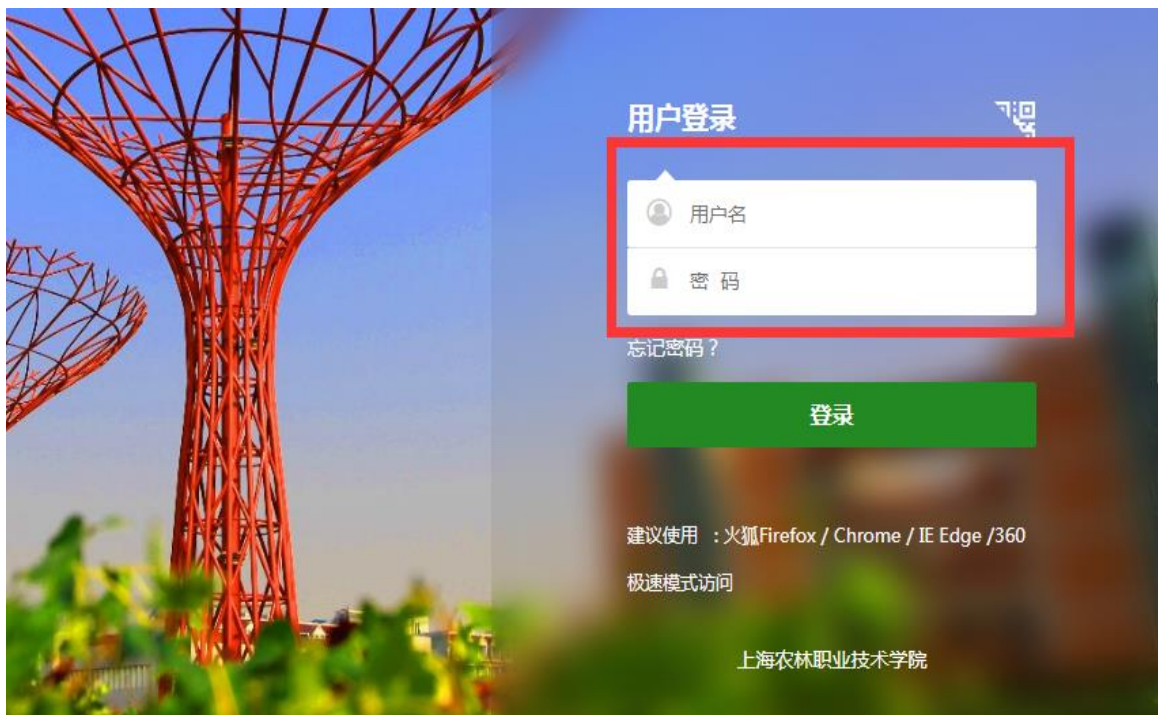 用户登录
用户名
密 码
忘记密码？
登录
建议使用 ：火狐Firefox / Chrome / IE Edge /360
极速模式访问
上海农林职业技术学院